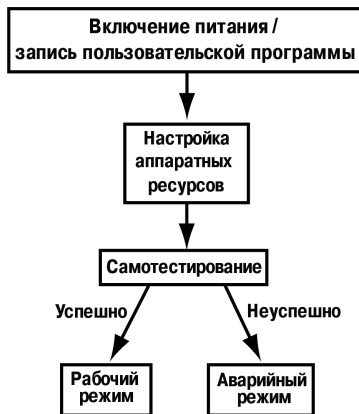 Включение питания /
запись пользовательской программы
Настройка
аппаратных
ресурсов
Самотестирование
Успешно
Неуспешно
Рабочий
режим
Аварийный
режим